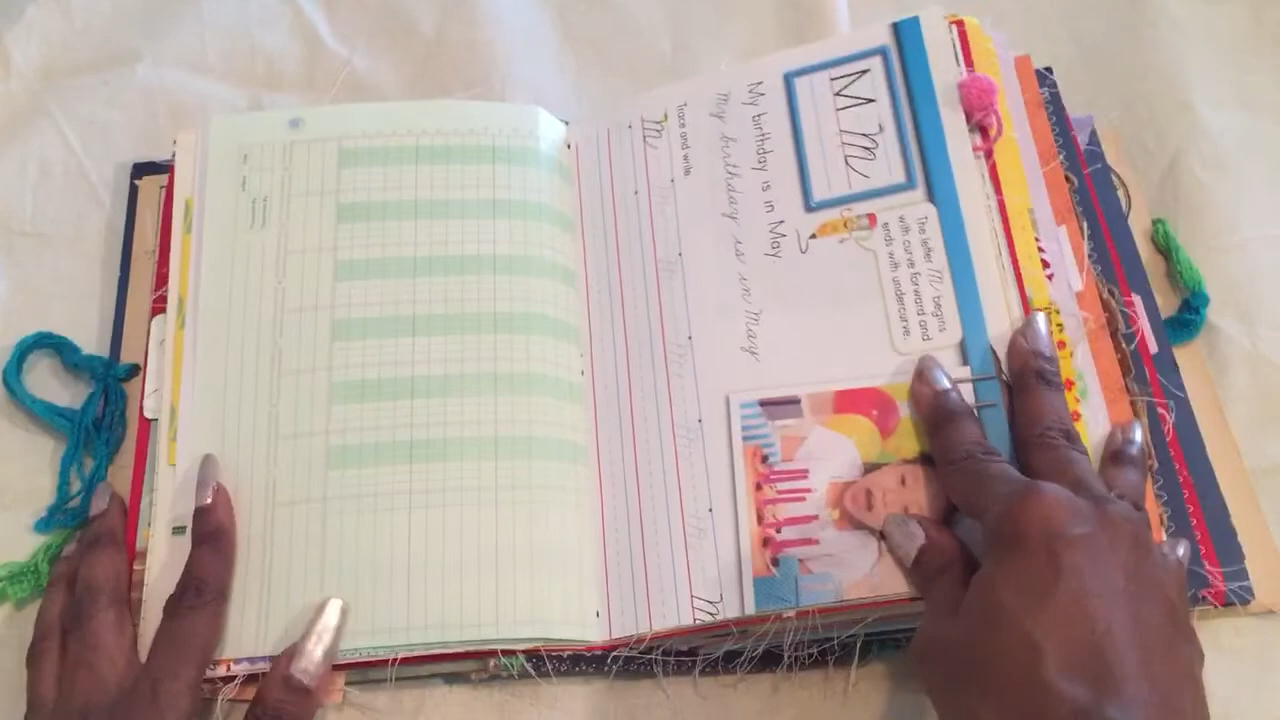 M M
The letter M begins
with curve forward and
ends with undercurve.
My birthday is in May
My birthday is in May
Trace and write.
M M M M M M